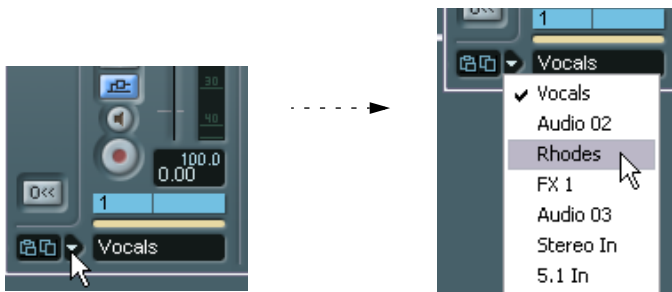 30
40
100.0
0.00
0<<
1
Vocals
0<<
1
Vocals
✓ Vocals
Audio 02
Rhodes
FX 1
Audio 03
Stereo In
5.1 In